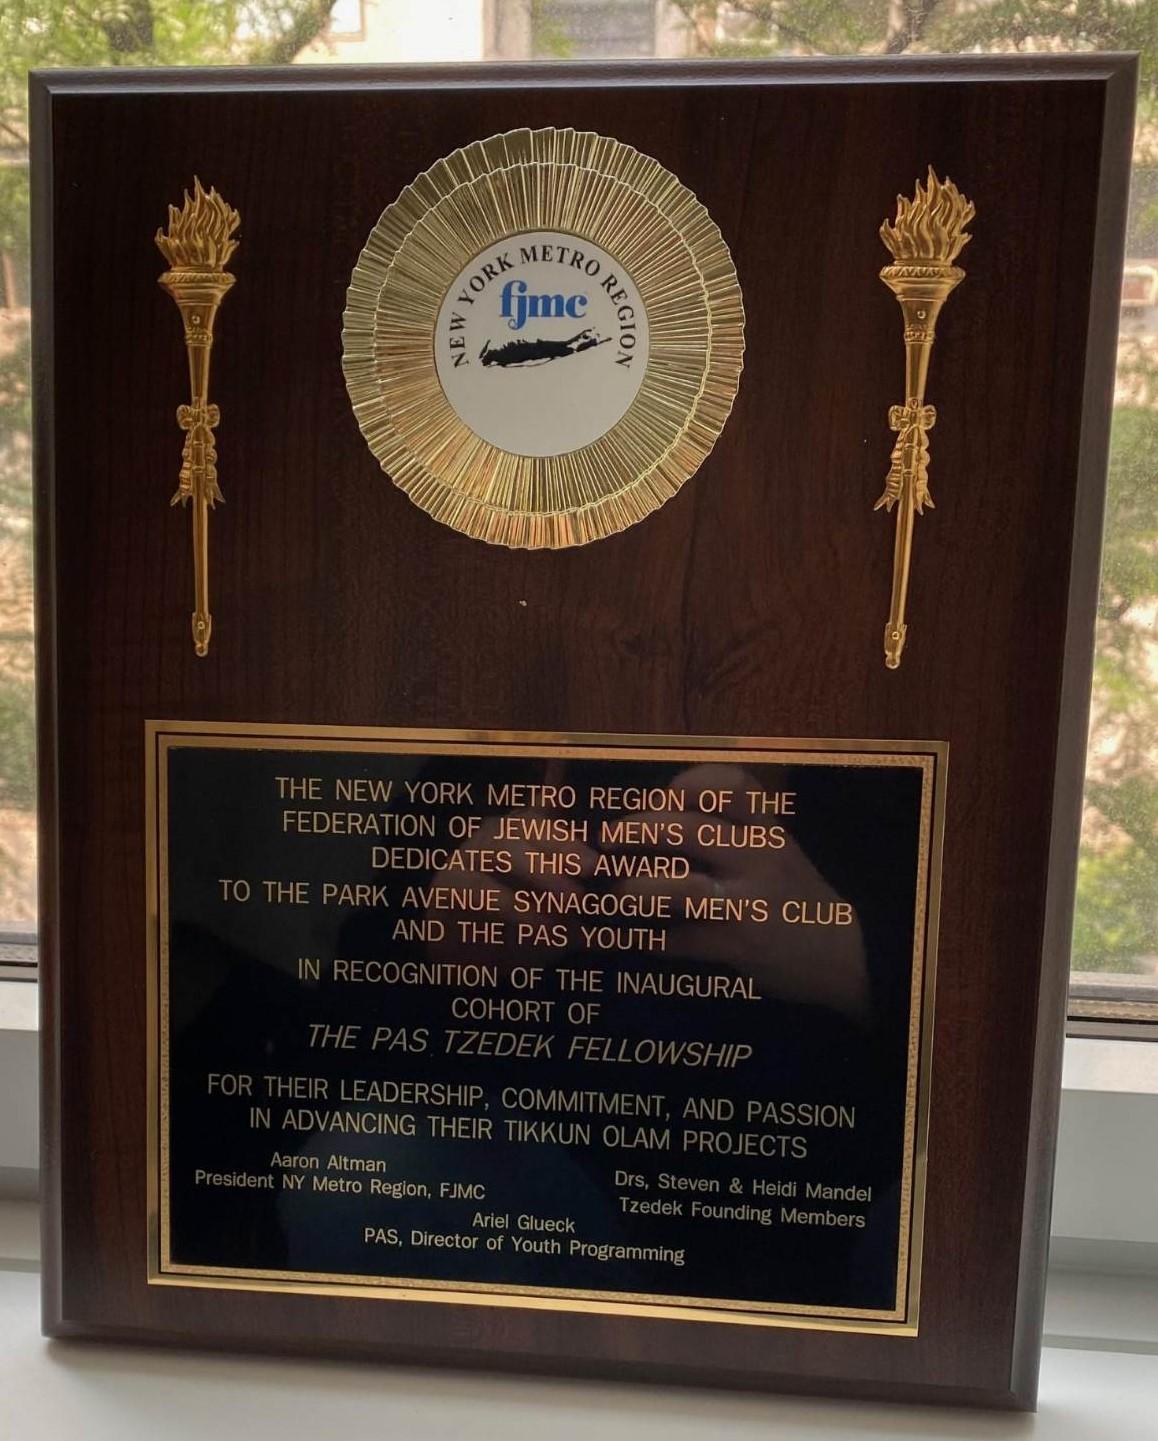 NEW YORK METRO REGION
fjmc
THE NEW YORK METRO REGION OF THE
FEDERATION OF JEWISH MEN'S CLUBS
DEDICATES THIS AWARD
TO THE PARK AVENUE SYNAGOGUE MEN'S CLUB
AND THE PAS YOUTH
IN RECOGNITION OF THE INAUGURAL
COHORT OF
THE PAS TZEDEK FELLOWSHIP
FOR THEIR LEADERSHIP, COMMITMENT, AND PASSION
IN ADVANCING THEIR TIKKUN OLAM PROJECTS
Aaron Altman
President NY Metro Region, FJMC
Drs, Steven & Heidi Mandel
Tzedek Founding Members
Ariel Glueck
PAS, Director of Youth Programming